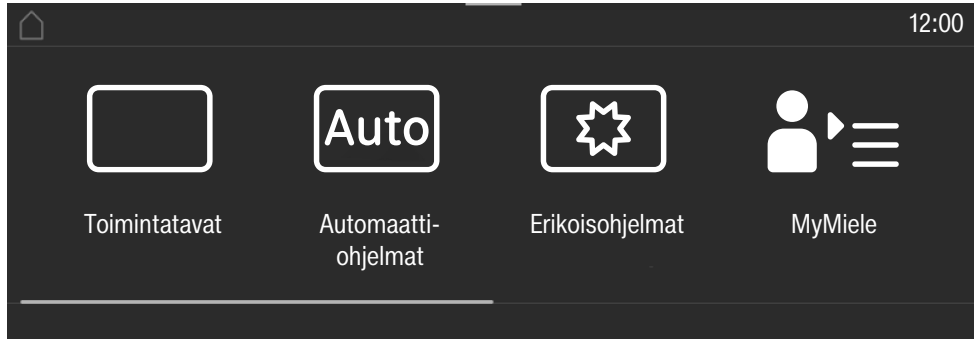 12:00
Auto
Toimintatavat
Automaatti-
ohjelmat
Erikoisohjelmat
MyMiele